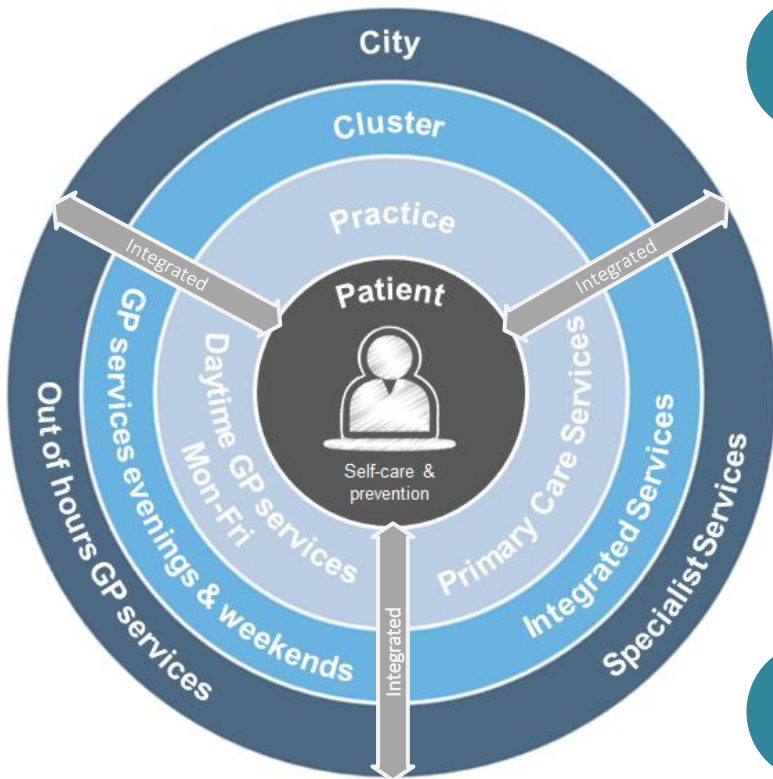 City
Cluster
Practice
Patient
Self-care &
prevention
Integrated
Integrated
Integrated
Daytime GP services
Mon-Fri
Primary Care Services
GP services evenings & weekends
Integrated Services
Out of hours GP services
Specialist Services